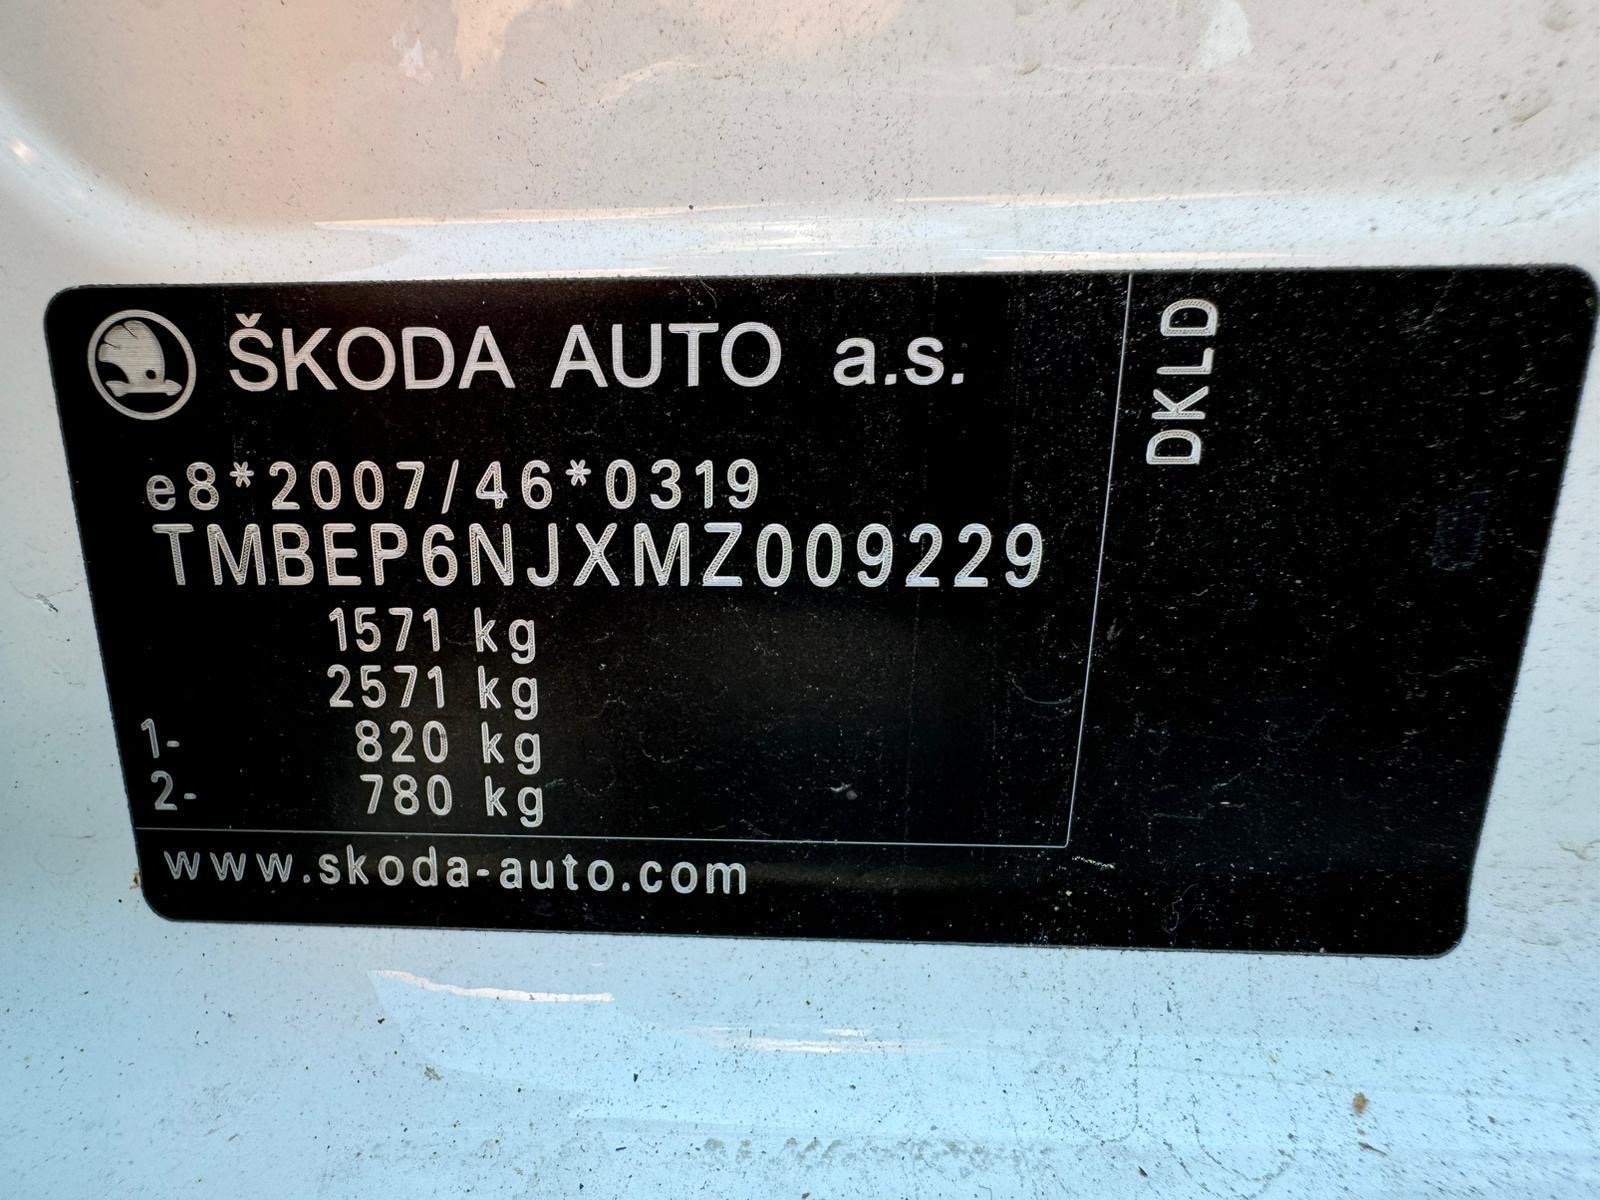 ŠKODA AUTO a.s.
e8*2007/46*0319
TMBEP6NJXMZ009229
1571 kg
2571 kg
1- 820 kg
2- 780 kg
www.skoda-auto.com
DKLD